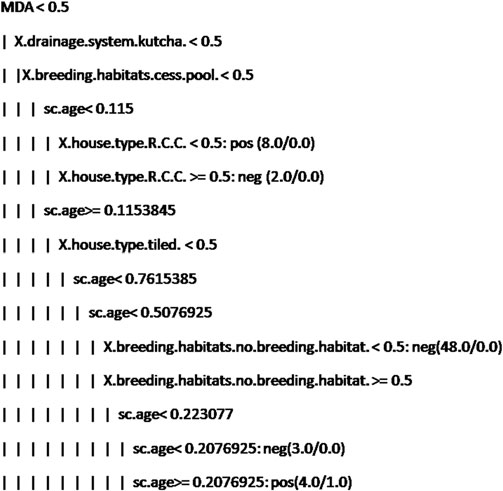 MDA < 0.5
| X.drainage.system.kutcha. < 0.5
| |X.breeding.habitats.cess.pool. < 0.5
| | | sc.age< 0.115
| | | | X.house.type.R.C.C. < 0.5: pos (8.0/0.0)
| | | | X.house.type.R.C.C. >= 0.5: neg (2.0/0.0)
| | | sc.age>= 0.1153845
| | | | X.house.type.tiled. < 0.5
| | | | | sc.age< 0.7615385
| | | | | | sc.age< 0.5076925
| | | | | | | X.breeding.habitats.no.breeding.habitat. < 0.5: neg(48.0/0.0)
| | | | | | | X.breeding.habitats.no.breeding.habitat. >= 0.5
| | | | | | | | sc.age< 0.223077
| | | | | | | | | sc.age< 0.2076925: neg(3.0/0.0)
| | | | | | | | | sc.age>= 0.2076925: pos(4.0/1.0)